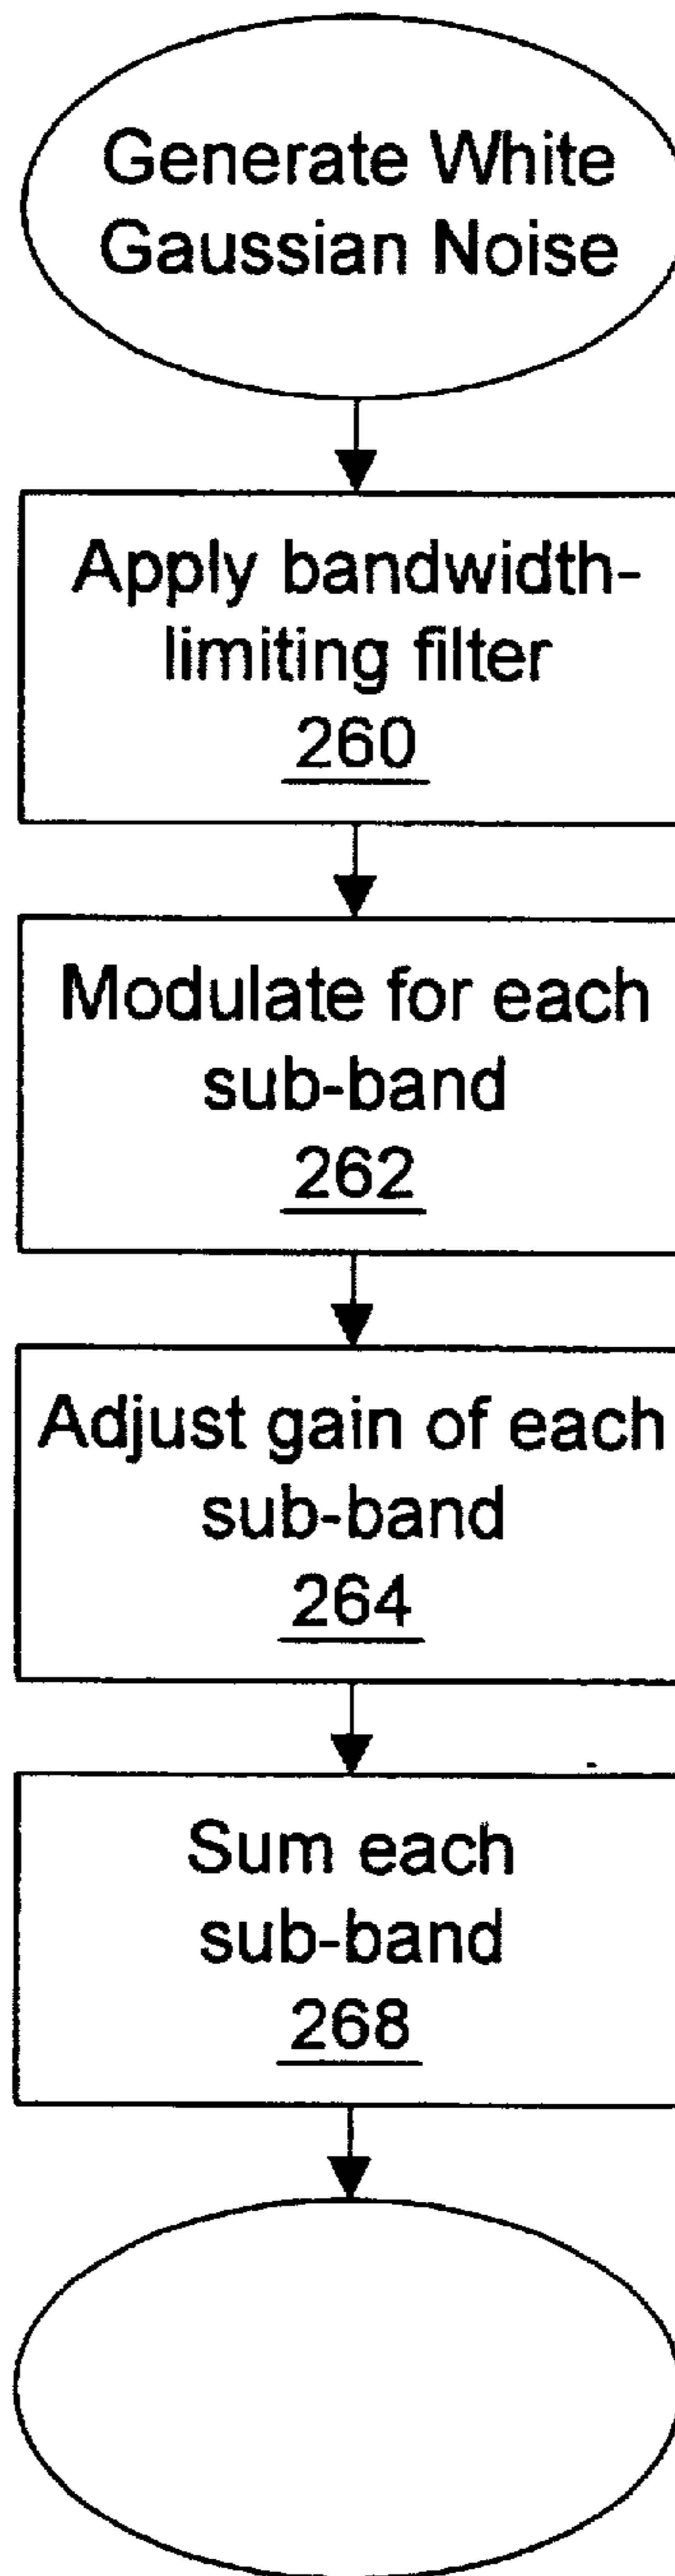 Generate White
Gaussian Noise
Apply bandwidth-
limiting filter
260
Modulate for each
sub-band
262
Adjust gain of each
sub-band
264
Sum each
sub-band
268